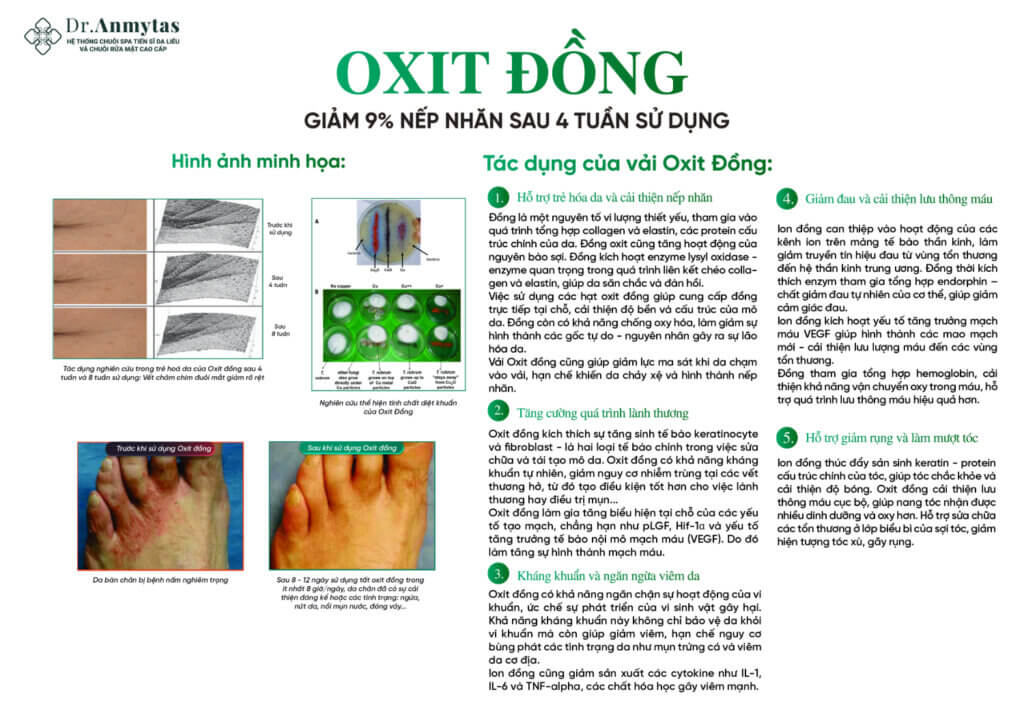 Dr.Anmytas
HỆ THỐNG CHUỖI SPA TIẾN SĨ DA LIỄU
VÀ CHUỖI RỬA MẶT CAO CẤP
OXIT ĐỒNG
GIẢM 9% NẾP NHĂN SAU 4 TUẦN SỬ DỤNG
Hình ảnh minh họa:
Trước khi
sử dụng
Sau
4 tuần
Sau
8 tuần
Tác dụng nghiên cứu trong trẻ hoá da của Oxit đồng sau 4
tuần và 8 tuần sử dụng: Vết chấm chim đuôi mắt giảm rõ rệt
A
B
No copper
Cu
Cu++
Cu+
Nghiên cứu thể hiện tính chất diệt khuẩn
của Oxit Đồng
Trước khi sử dụng Oxit đồng
Sau khi sử dụng Oxit đồng
Da bàn chân bị bệnh nấm nghiêm trọng
Sau 8 - 12 ngày sử dụng tất oxit đồng trong
ít nhất 8 giờ/ngày, da chân đã có sự cải
thiện đáng kể hoặc các tình trạng: ngứa,
nứt da, nổi mụn nước, đóng vảy...
Tác dụng của vải Oxit Đồng:
1. Hỗ trợ trẻ hóa da và cải thiện nếp nhăn
Đồng là một nguyên tố vi lượng thiết yếu, tham gia vào
quá trình tổng hợp collagen và elastin, các protein cấu
trúc chính của da. Đồng oxit cũng tăng hoạt động của
nguyên bào sợi. Đồng kích hoạt enzyme lysyl oxidase -
enzyme quan trọng trong quá trình liên kết chéo colla-
gen và elastin, giúp da săn chắc và đàn hồi.
Việc sử dụng các hạt oxit đồng giúp cung cấp đồng
trực tiếp tại chỗ, cải thiện độ bền và cấu trúc của mô
da. Đồng còn có khả năng chống oxy hóa, làm giảm sự
hình thành các gốc tự do - nguyên nhân gây ra sự lão
hóa da.
Vải Oxit đồng cũng giúp giảm lực ma sát khi da chạm
vào vải, hạn chế khiến da chảy xệ và hình thành nếp
nhăn.
2. Tăng cường quá trình lành thương
Oxit đồng kích thích sự tăng sinh tế bào keratinocyte
và fibroblast - là hai loại tế bào chính trong việc sửa
chữa và tái tạo mô da. Oxit đồng có khả năng kháng
khuẩn tự nhiên, giảm nguy cơ nhiễm trùng tại các vết
thương hở, từ đó tạo điều kiện tốt hơn cho việc lành
thương hay điều trị mụn...
Oxit đồng làm gia tăng biểu hiện tại chỗ của các yếu
tố tạo mạch, chẳng hạn như pLGF, Hif-1α và yếu tố
tăng trưởng tế bào nội mô mạch máu (VEGF). Do đó
làm tăng sự hình thành mạch máu.
3. Kháng khuẩn và ngăn ngừa viêm da
Oxit đồng có khả năng ngăn chặn sự hoạt động của vi
khuẩn, ức chế sự phát triển của vi sinh vật gây hại.
Khả năng kháng khuẩn này không chỉ bảo vệ da khỏi
vi khuẩn mà còn giúp giảm viêm, hạn chế nguy cơ
bùng phát các tình trạng da như mụn trứng cá và viêm
da cơ địa.
Ion đồng cũng giảm sản xuất các cytokine như IL-1,
IL-6 và TNF-alpha, các chất hóa học gây viêm mạnh.
4. Giảm đau và cải thiện lưu thông máu
Ion đồng can thiệp vào hoạt động của các
kênh ion trên màng tế bào thần kinh, làm
giảm truyền tín hiệu đau từ vùng tổn thương
đến hệ thần kinh trung ương. Đồng thời kích
thích enzym tham gia tổng hợp endorphin –
chất giảm đau tự nhiên của cơ thể, giúp giảm
cảm giác đau.
Ion đồng kích hoạt yếu tố tăng trưởng mạch
máu VEGF giúp hình thành các mao mạch
mới - cải thiện lưu lượng máu đến các vùng
tổn thương.
Đồng tham gia tổng hợp hemoglobin, cải
thiện khả năng vận chuyển oxy trong máu, hỗ
trợ quá trình lưu thông máu hiệu quả hơn.
5. Hỗ trợ giảm rụng và làm mượt tóc
Ion đồng thúc đẩy sản sinh keratin - protein
cấu trúc chính của tóc, giúp tóc chắc khỏe và
cải thiện độ bóng. Oxit đồng cải thiện lưu
thông máu cục bộ, giúp nang tóc nhận được
nhiều dinh dưỡng và oxy hơn. Hỗ trợ sửa chữa
các tổn thương ở lớp biểu bì của sợi tóc, giảm
hiện tượng tóc xù, gãy rụng.